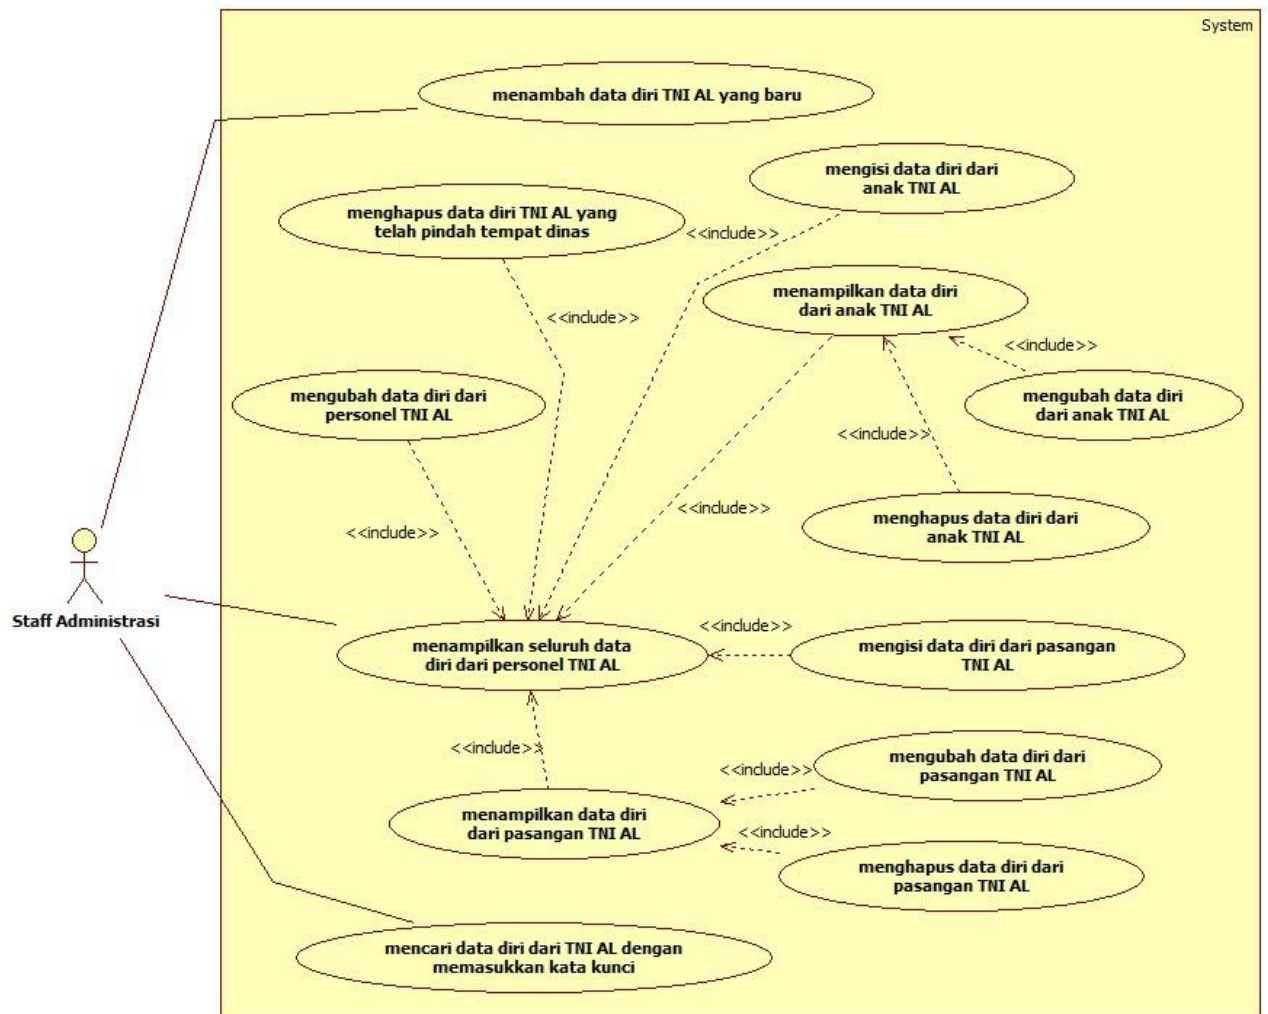 System
menambah data diri TNI AL yang baru
mengisi data diri dari
anak TNI AL
menghapus data diri TNI AL yang
telah pindah tempat dinas
<<include>>
menampilkan data diri
dari anak TNI AL
<<include>>
<<include>>
mengubah data diri dari
personel TNI AL
mengubah data diri
dari anak TNI AL
<<include>>
<<include>>
<<include>>
menghapus data diri dari
anak TNI AL
Staff Administrasi
menampilkan seluruh data
diri dari personel TNI AL
<<include>>
mengisi data diri dari pasangan
TNI AL
<<include>>
<<include>>
mengubah data diri dari
pasangan TNI AL
menampilkan data diri
dari pasangan TNI AL
<<include>>
menghapus data diri dari
pasangan TNI AL
mencari data diri dari TNI AL dengan
memasukkan kata kunci